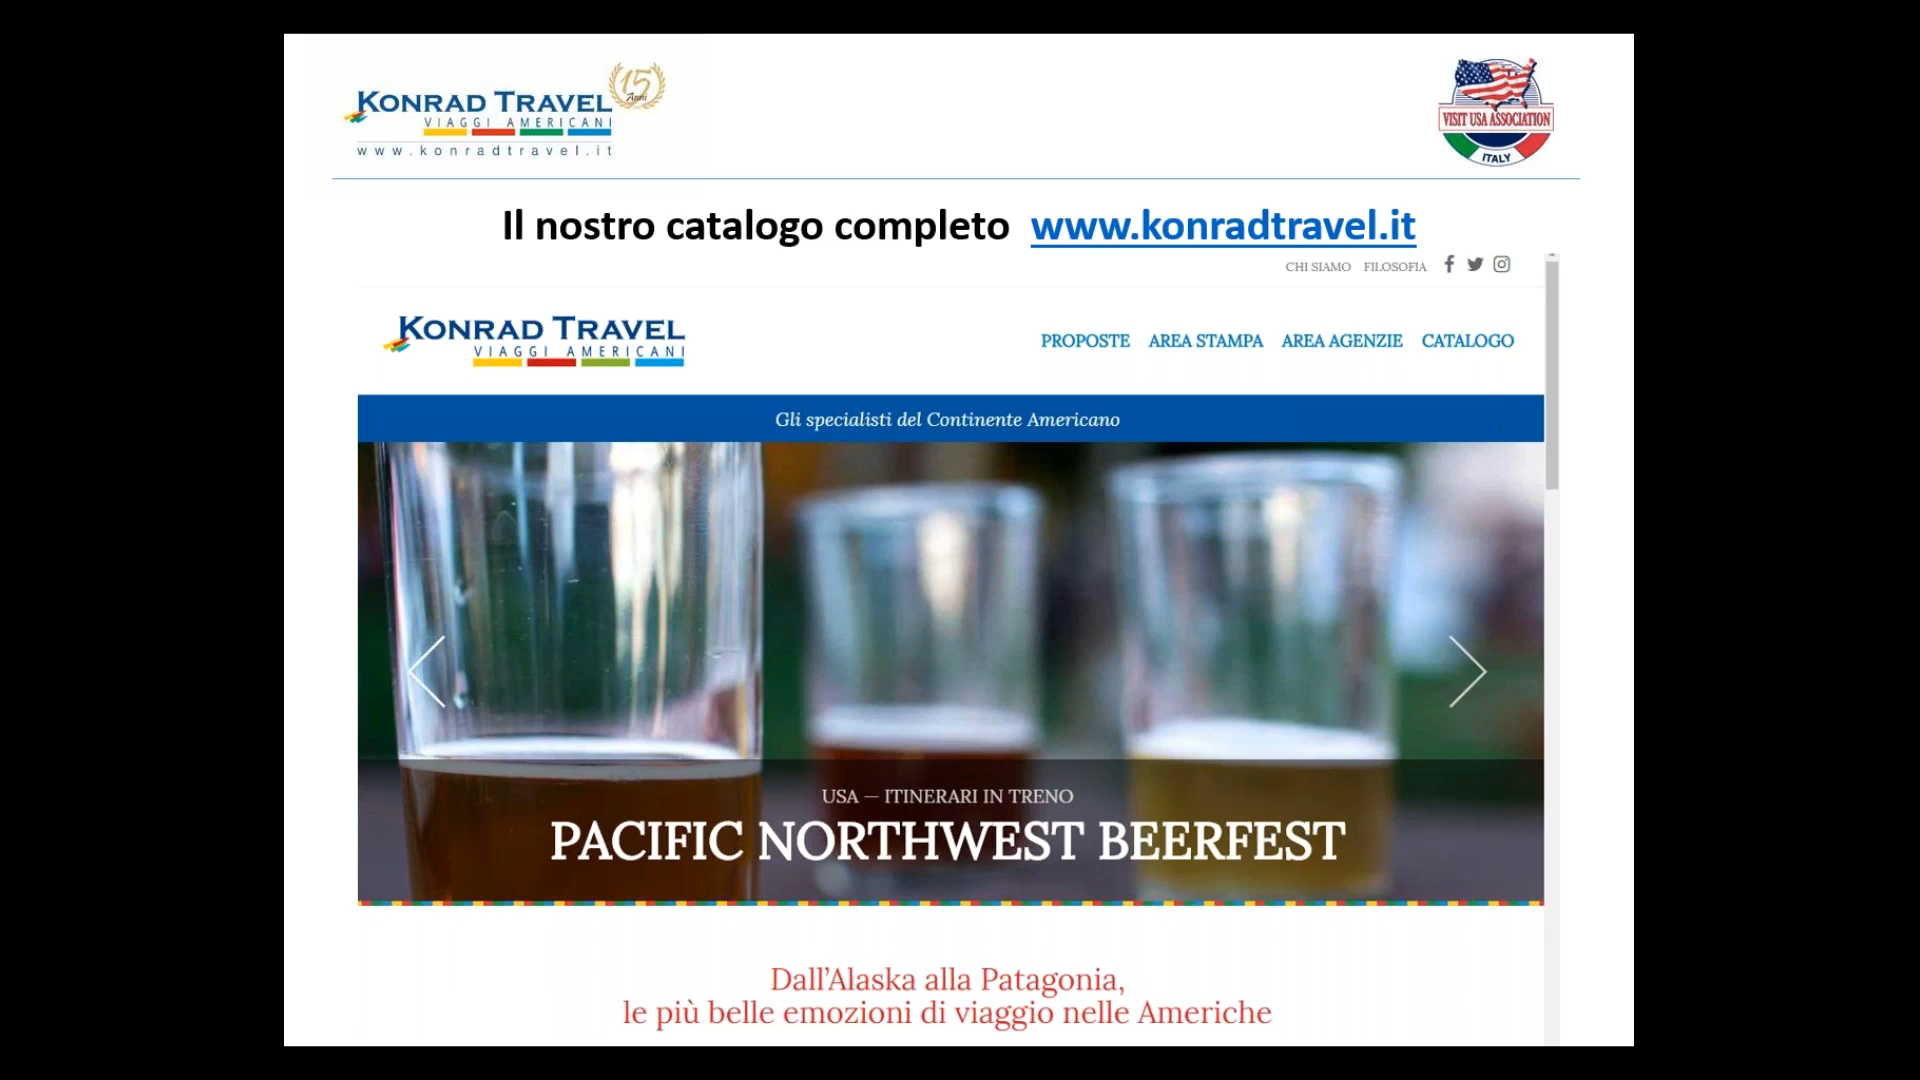 KONRAD TRAVEL
15
Anni
VIAGGI AMERICANI
www.konradtravel.it
VISIT USA ASSOCIATION
ITALY
Il nostro catalogo completo www.konradtravel.it
CHI SIAMO FILOSOFIA
KONRAD TRAVEL
VIAGGI AMERICANI
PROPOSTE AREA STAMPA AREA AGENZIE CATALOGO
Gli specialisti del Continente Americano
USA — ITINERARI IN TRENO
PACIFIC NORTHWEST BEERFEST
Dall'Alaska alla Patagonia,
le più belle emozioni di viaggio nelle Americhe